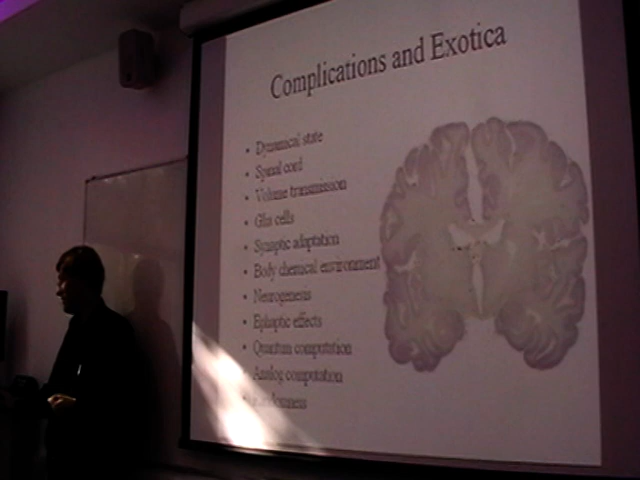 Complications and Exotica
• Dynamical state
• Spinal cord
• Volume transmission
• Glia cells
• Synaptic adaptation
• Body chemical environment
• Neurogenesis
• Ephaptic effects
• Quantum computation
• Analog computation